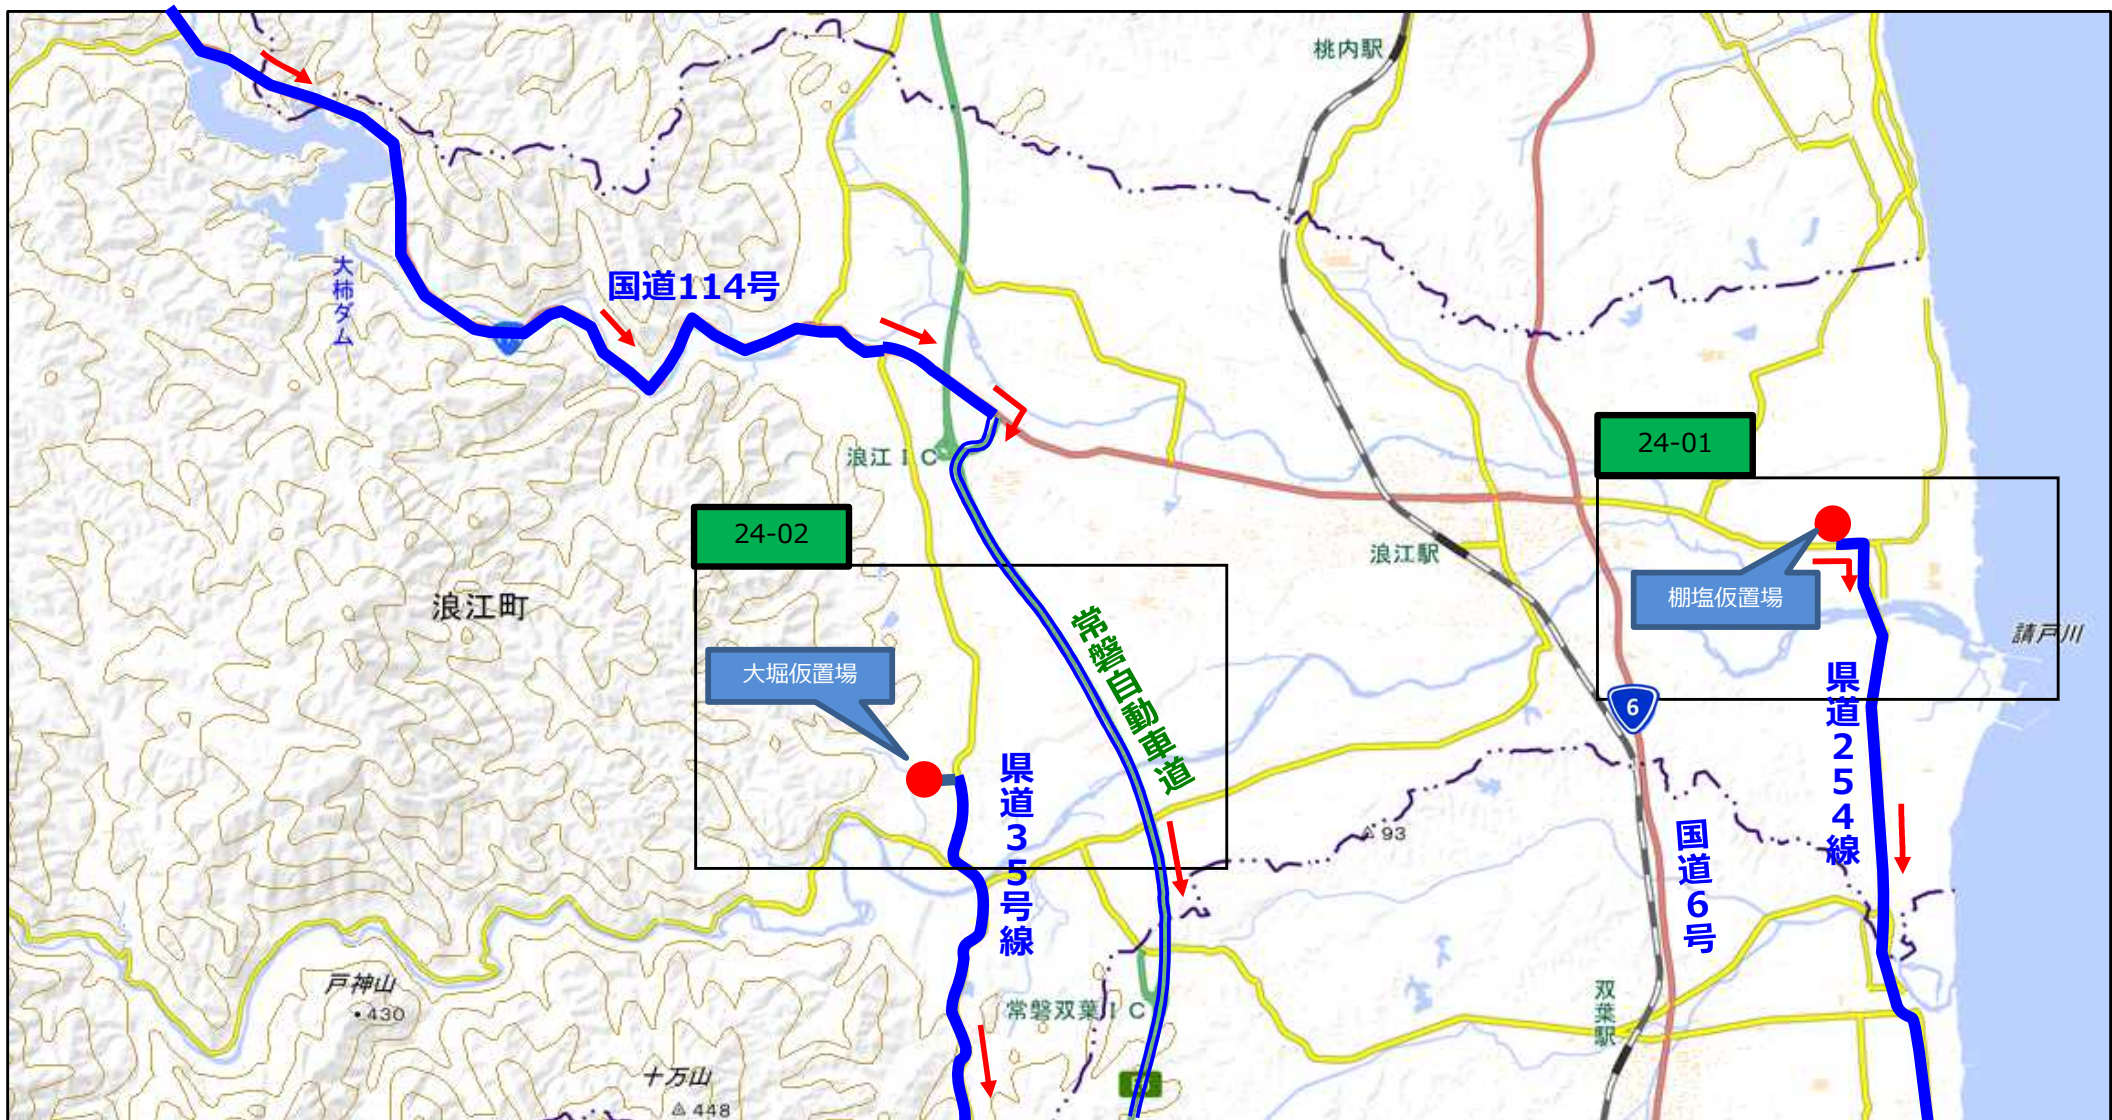 桃内駅
大柿ダム
国道114号
浪江IC
24-01
24-02
浪江駅
棚塩仮置場
浪江町
請戸川
常磐自動車道
大堀仮置場
県道254線
6
県道35号線
93
国道6号
戸神山
430
常磐双葉IC
双葉駅
十万山
448